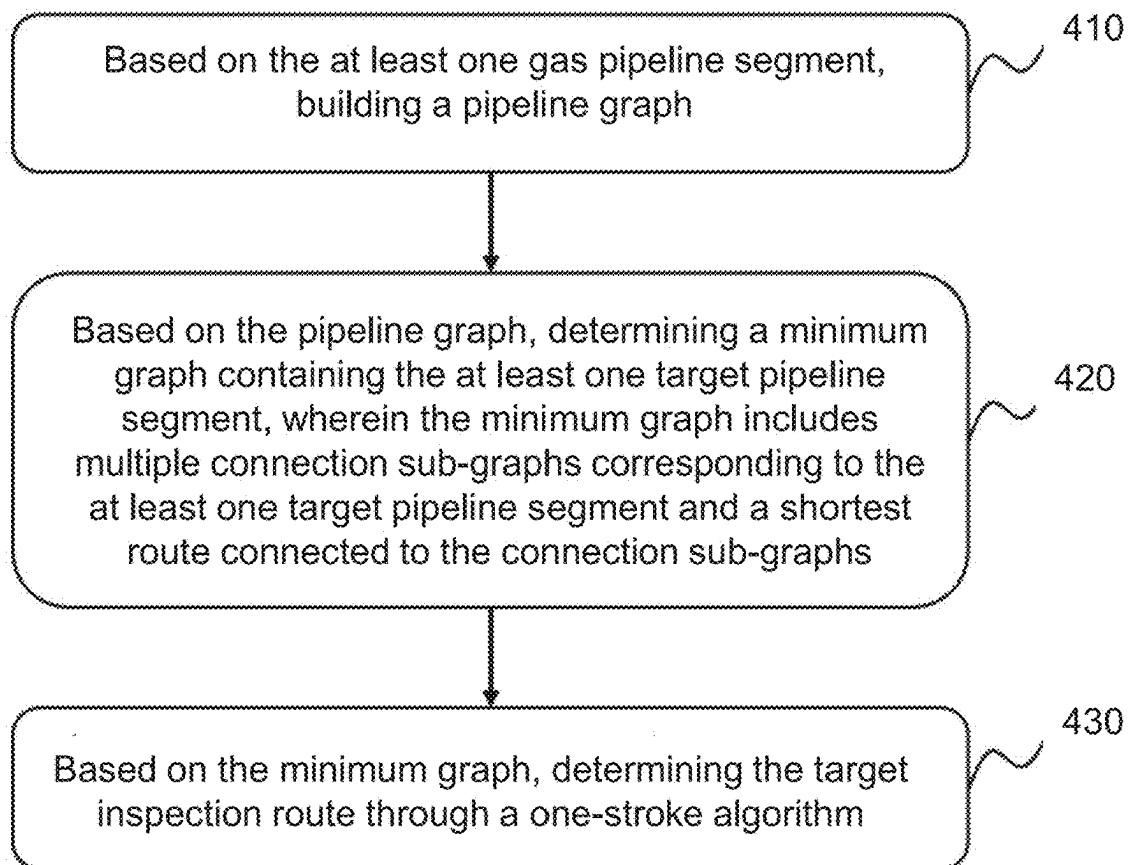 Based on the at least one gas pipeline segment,
building a pipeline graph
410
Based on the pipeline graph, determining a minimum
graph containing the at least one target pipeline
segment, wherein the minimum graph includes
multiple connection sub-graphs corresponding to the
at least one target pipeline segment and a shortest
route connected to the connection sub-graphs
420
Based on the minimum graph, determining the target
inspection route through a one-stroke algorithm
430